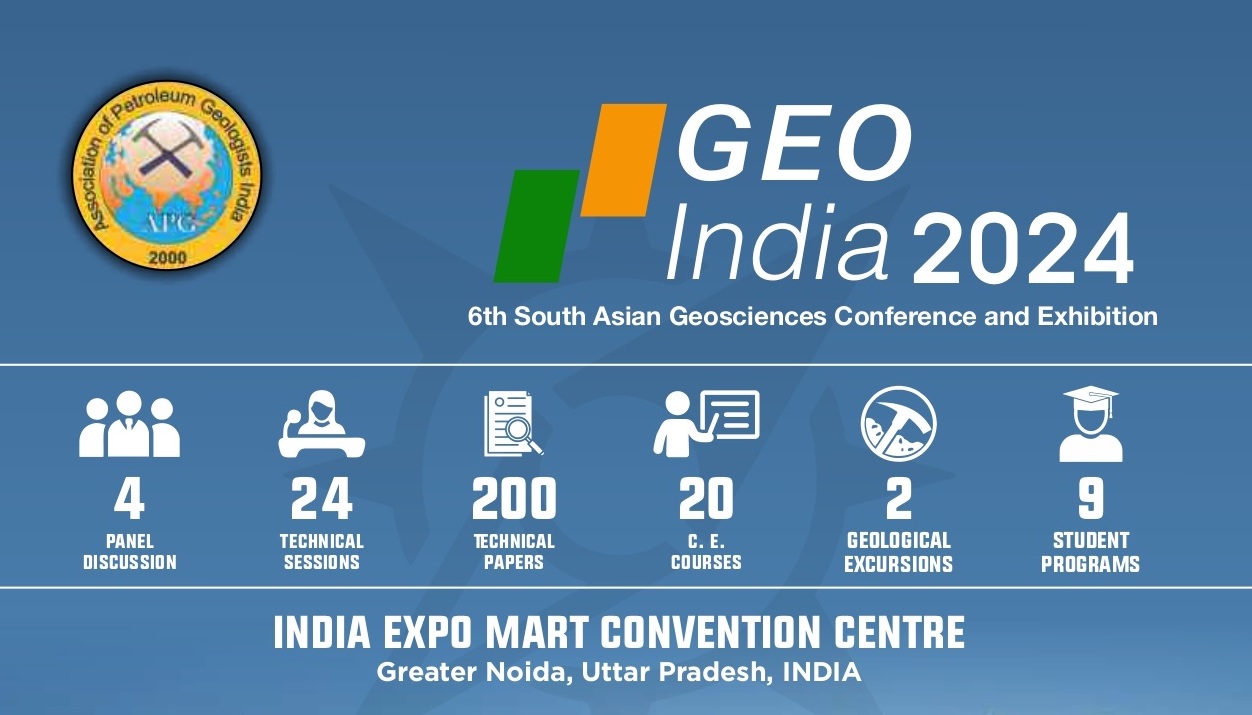 Association of Petroleum Geologists India
APG
2000
GEO
India 2024
6th South Asian Geosciences Conference and Exhibition
4
PANEL
DISCUSSION
24
TECHNICAL
SESSIONS
200
TECHNICAL
PAPERS
20
C. E.
COURSES
2
GEOLOGICAL
EXCURSIONS
9
STUDENT
PROGRAMS
INDIA EXPO MART CONVENTION CENTRE
Greater Noida, Uttar Pradesh, INDIA